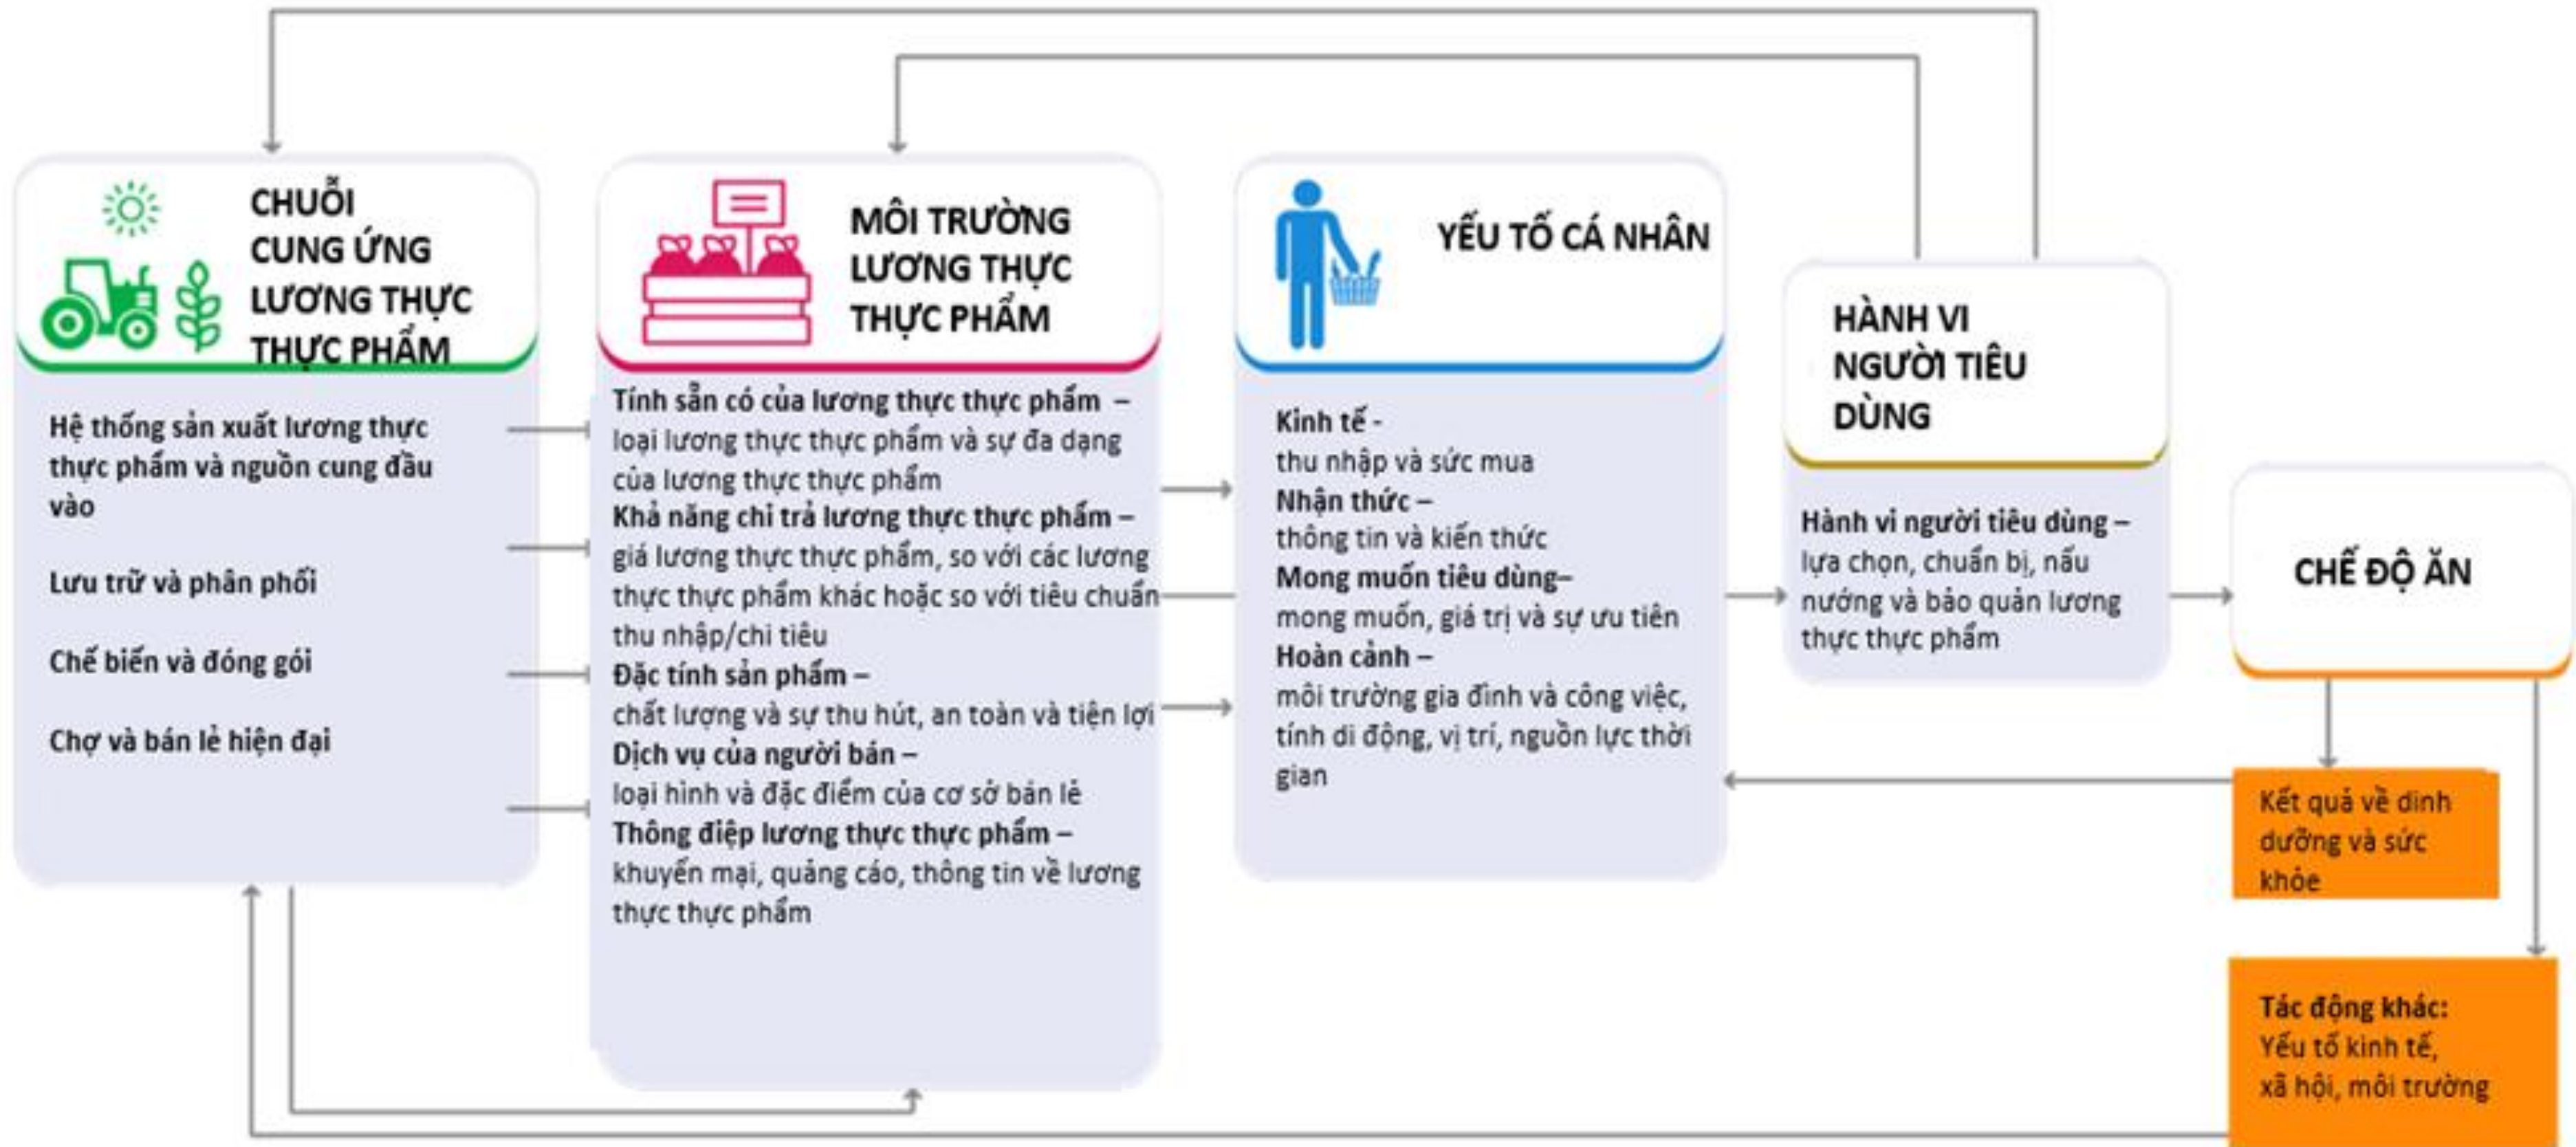 CHUỖI
CUNG ỨNG
LƯƠNG THỰC
THỰC PHẨM
Hệ thống sản xuất lương thực
thực phẩm và nguồn cung đầu
vào
Lưu trữ và phân phối
Chế biến và đóng gói
Chợ và bán lẻ hiện đại
MÔI TRƯỜNG
LƯƠNG THỰC
THỰC PHẨM
Tính sẵn có của lương thực thực phẩm –
loại lương thực thực phẩm và sự đa dạng
của lương thực thực phẩm
Khả năng chi trả lương thực thực phẩm –
giá lương thực thực phẩm, so với các lương
thực thực phẩm khác hoặc so với tiêu chuẩn
thu nhập/chi tiêu
Đặc tính sản phẩm –
chất lượng và sự thu hút, an toàn và tiện lợi
Dịch vụ của người bán –
loại hình và đặc điểm của cơ sở bán lẻ
Thông điệp lương thực thực phẩm –
khuyến mại, quảng cáo, thông tin về lương
thực thực phẩm
YẾU TỐ CÁ NHÂN
Kinh tế -
thu nhập và sức mua
Nhận thức –
thông tin và kiến thức
Mong muốn tiêu dùng–
mong muốn, giá trị và sự ưu tiên
Hoàn cảnh –
môi trường gia đình và công việc,
tính di động, vị trí, nguồn lực thời
gian
HÀNH VI
NGƯỜI TIÊU
DÙNG
Hành vi người tiêu dùng –
lựa chọn, chuẩn bị, nấu
nướng và bảo quản lương
thực thực phẩm
CHẾ ĐỘ ĂN
Kết quả về dinh
dưỡng và sức
khỏe
Tác động khác:
Yếu tố kinh tế,
xã hội, môi trường